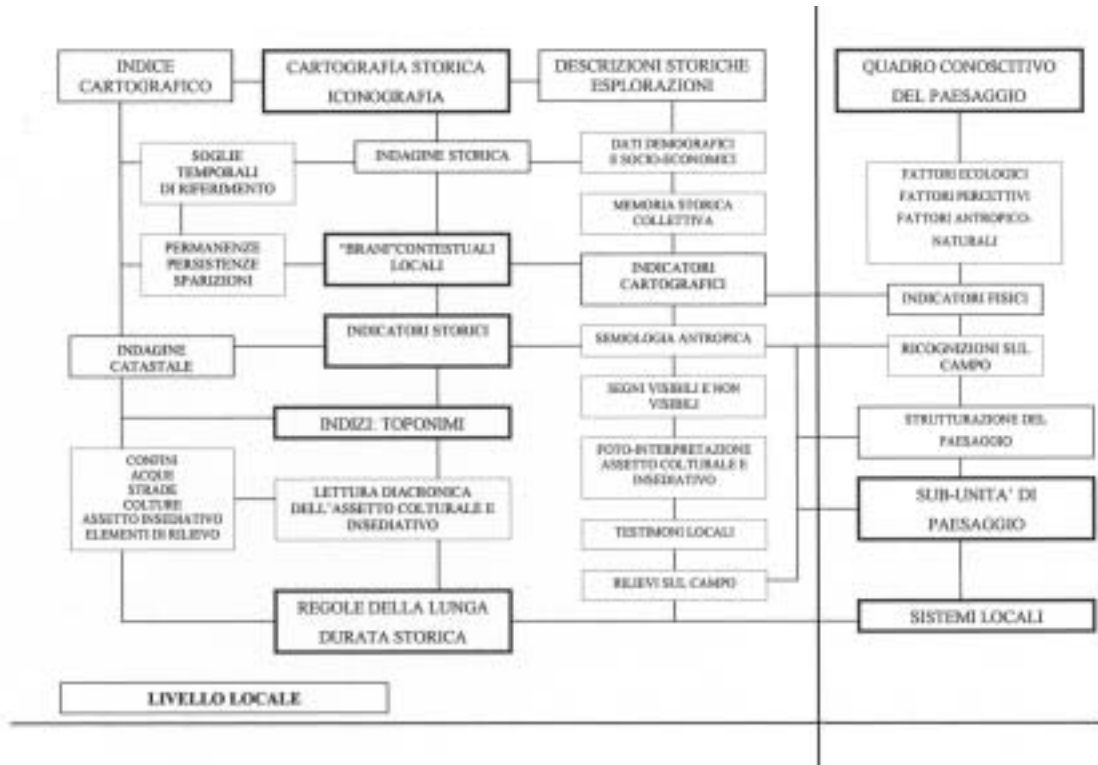 INDICE
CARTOGRAFICO
CARTOGRAFIA STORICA
ICONOGRAFIA
DESCRIZIONI STORICHE
ESPLORAZIONI
QUADRO CONOSCITIVO
DEL PAESAGGIO
SOGLIE
TEMPORALI
DI RIFERIMENTO
INDAGINE STORICA
DATI DEMOGRAFICI
E SOCIO-ECONOMICI
FATTORI ECOLOGICI
FATTORI PERCETTIVI
FATTORI ANTROPICO-
NATURALI
MEMORIA STORICA
COLLETTIVA
PERMANENZE
PERSISTENZE
SPARIZIONI
"BRANI"CONTESTUALI
LOCALI
INDICATORI
CARTOGRAFICI
INDICATORI FISICI
INDAGINE
CATASTALE
INDICATORI STORICI
SEMIOLOGIA ANTROPICA
RICOGNIZIONI SUL
CAMPO
SEGNI VISIBILI E NON
VISIBILI
INDIZI: TOPONIMI
STRUTTURAZIONE DEL
PAESAGGIO
CONFINI
ACQUE
STRADE
COLTURE
ASSETTO INSEDIATIVO
ELEMENTI DI RILIEVO
LETTURA DIACRONICA
DELL'ASSETTO COLTURALE E
INSEDIATIVO
FOTO-INTERPRETAZIONE
ASSETTO COLTURALE E
INSEDIATIVO
SUB-UNITA' DI
PAESAGGIO
TESTIMONI LOCALI
RILIEVI SUL CAMPO
REGOLE DELLA LUNGA
DURATA STORICA
SISTEMI LOCALI
LIVELLO LOCALE